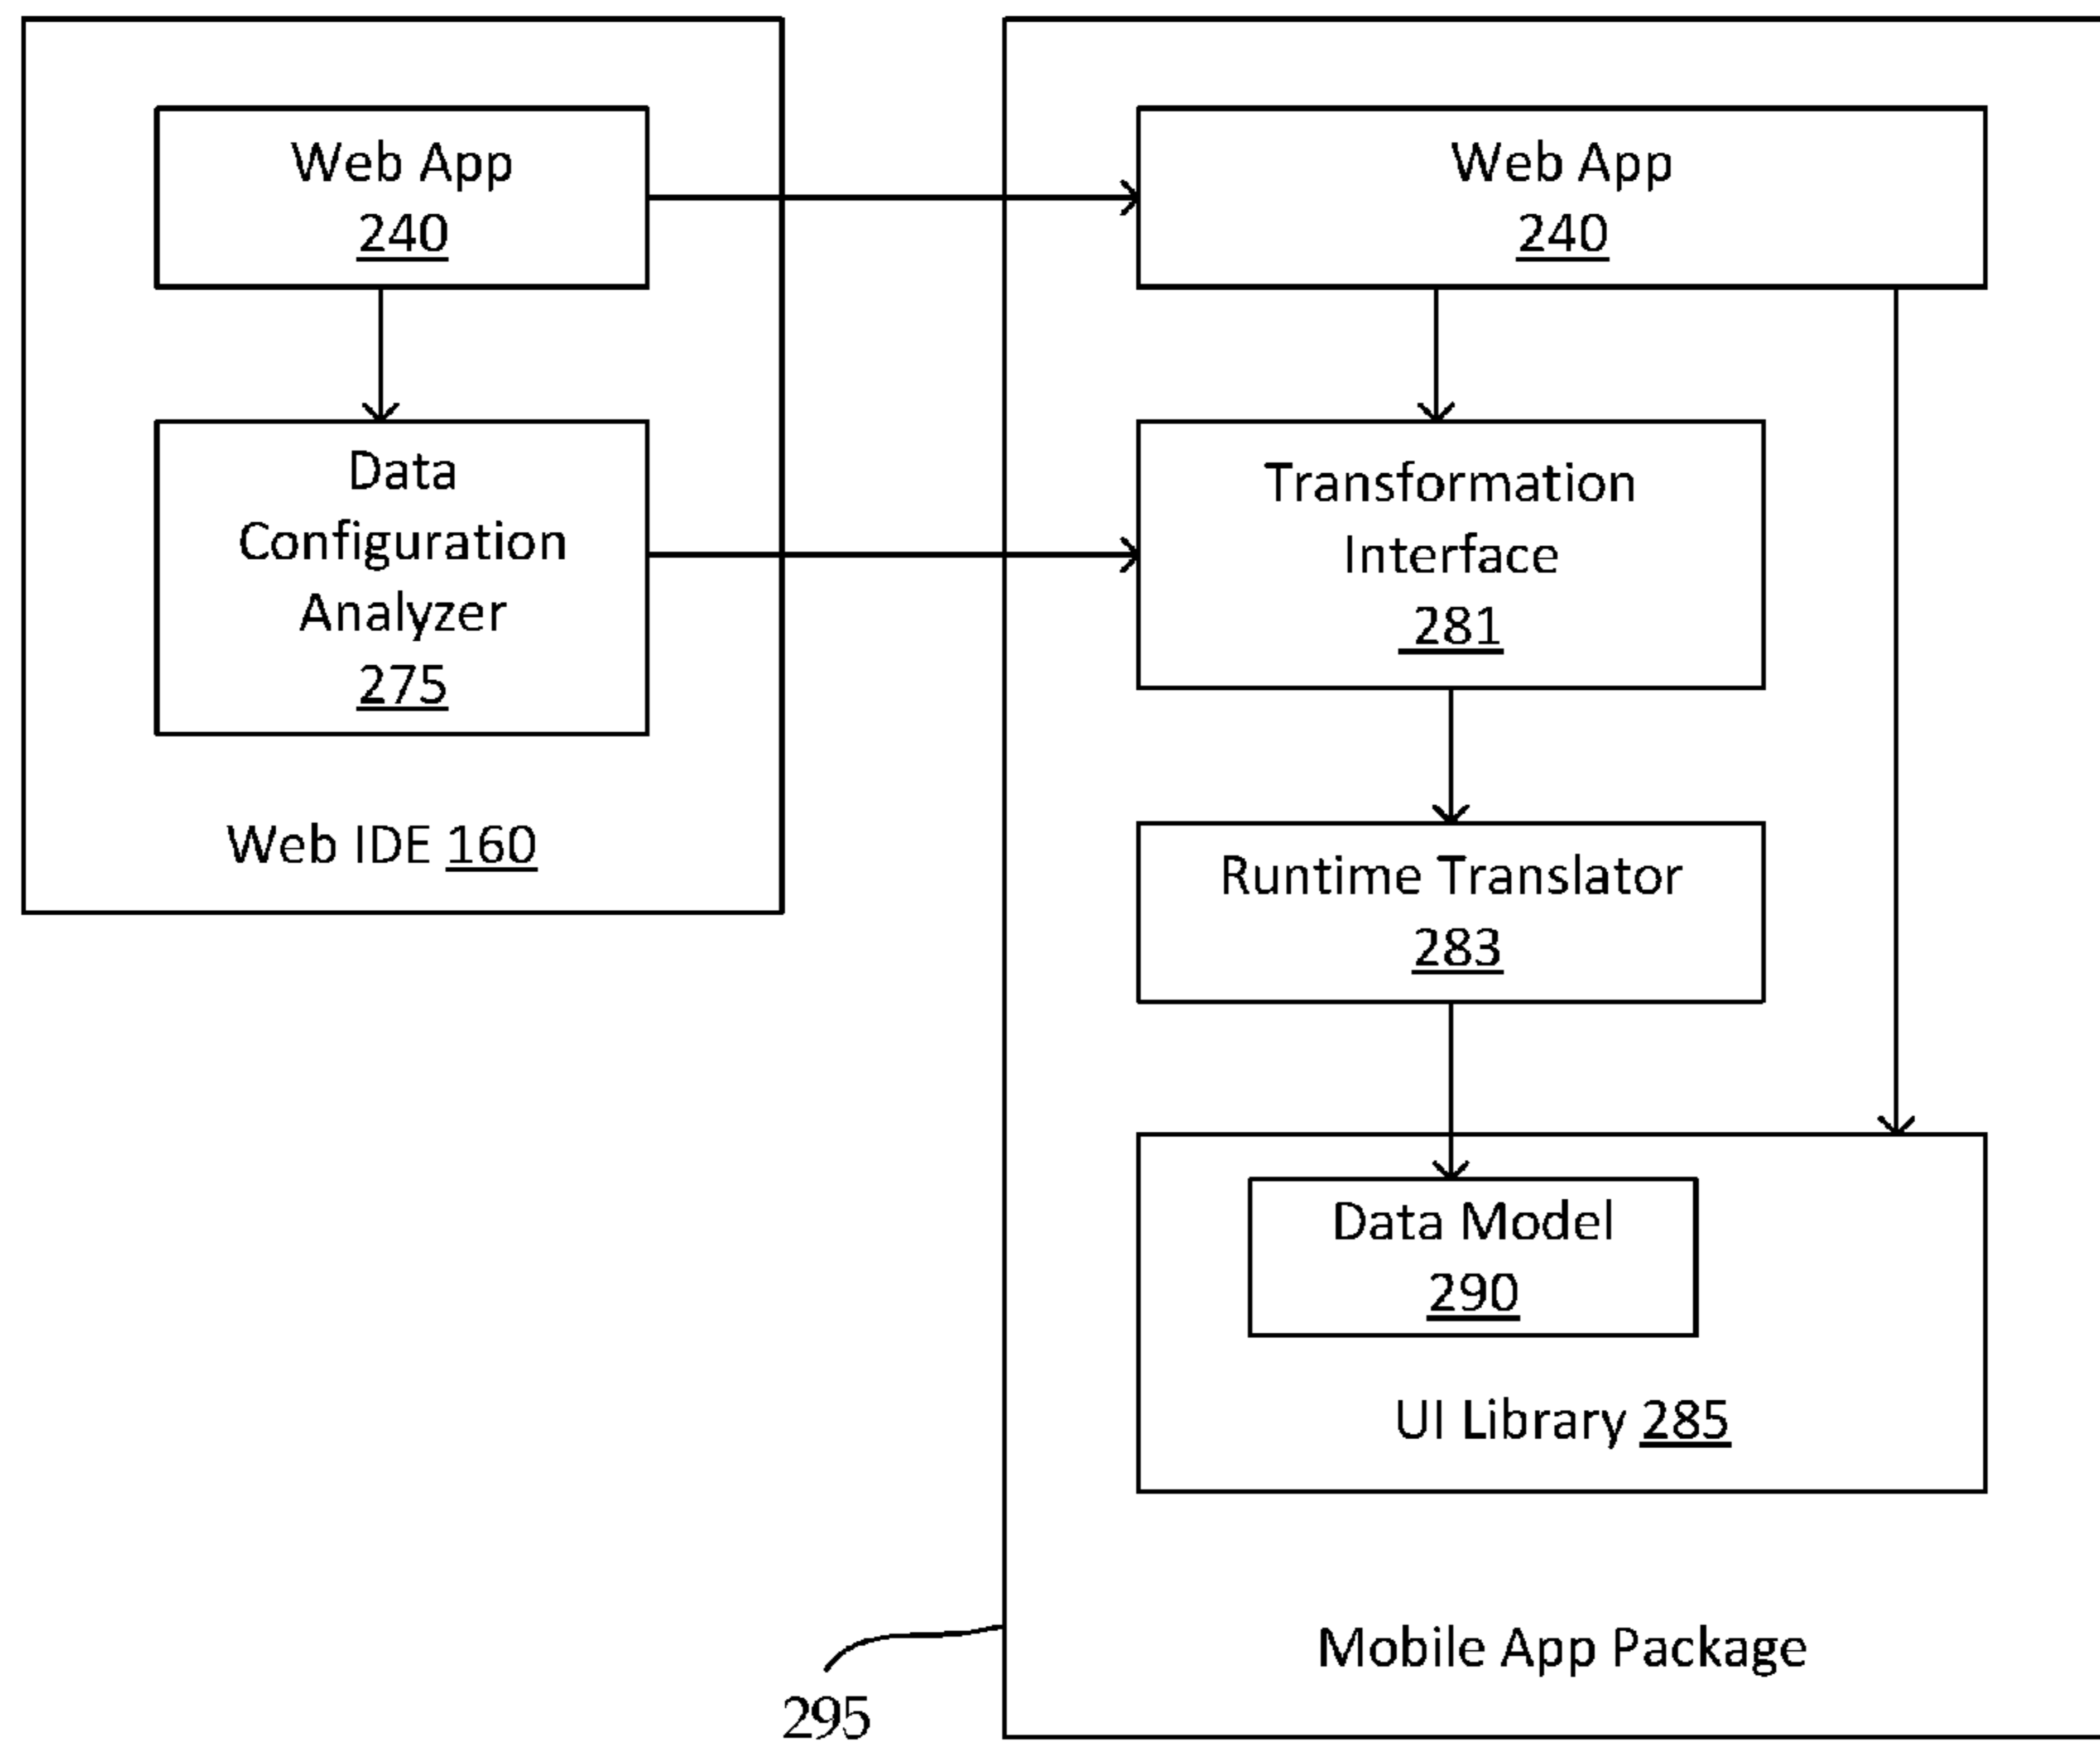 Web App
240
Data
Configuration
Analyzer
275
Web IDE 160
Web App
240
Transformation
Interface
281
Runtime Translator
283
Data Model
290
UI Library 285
Mobile App Package
295